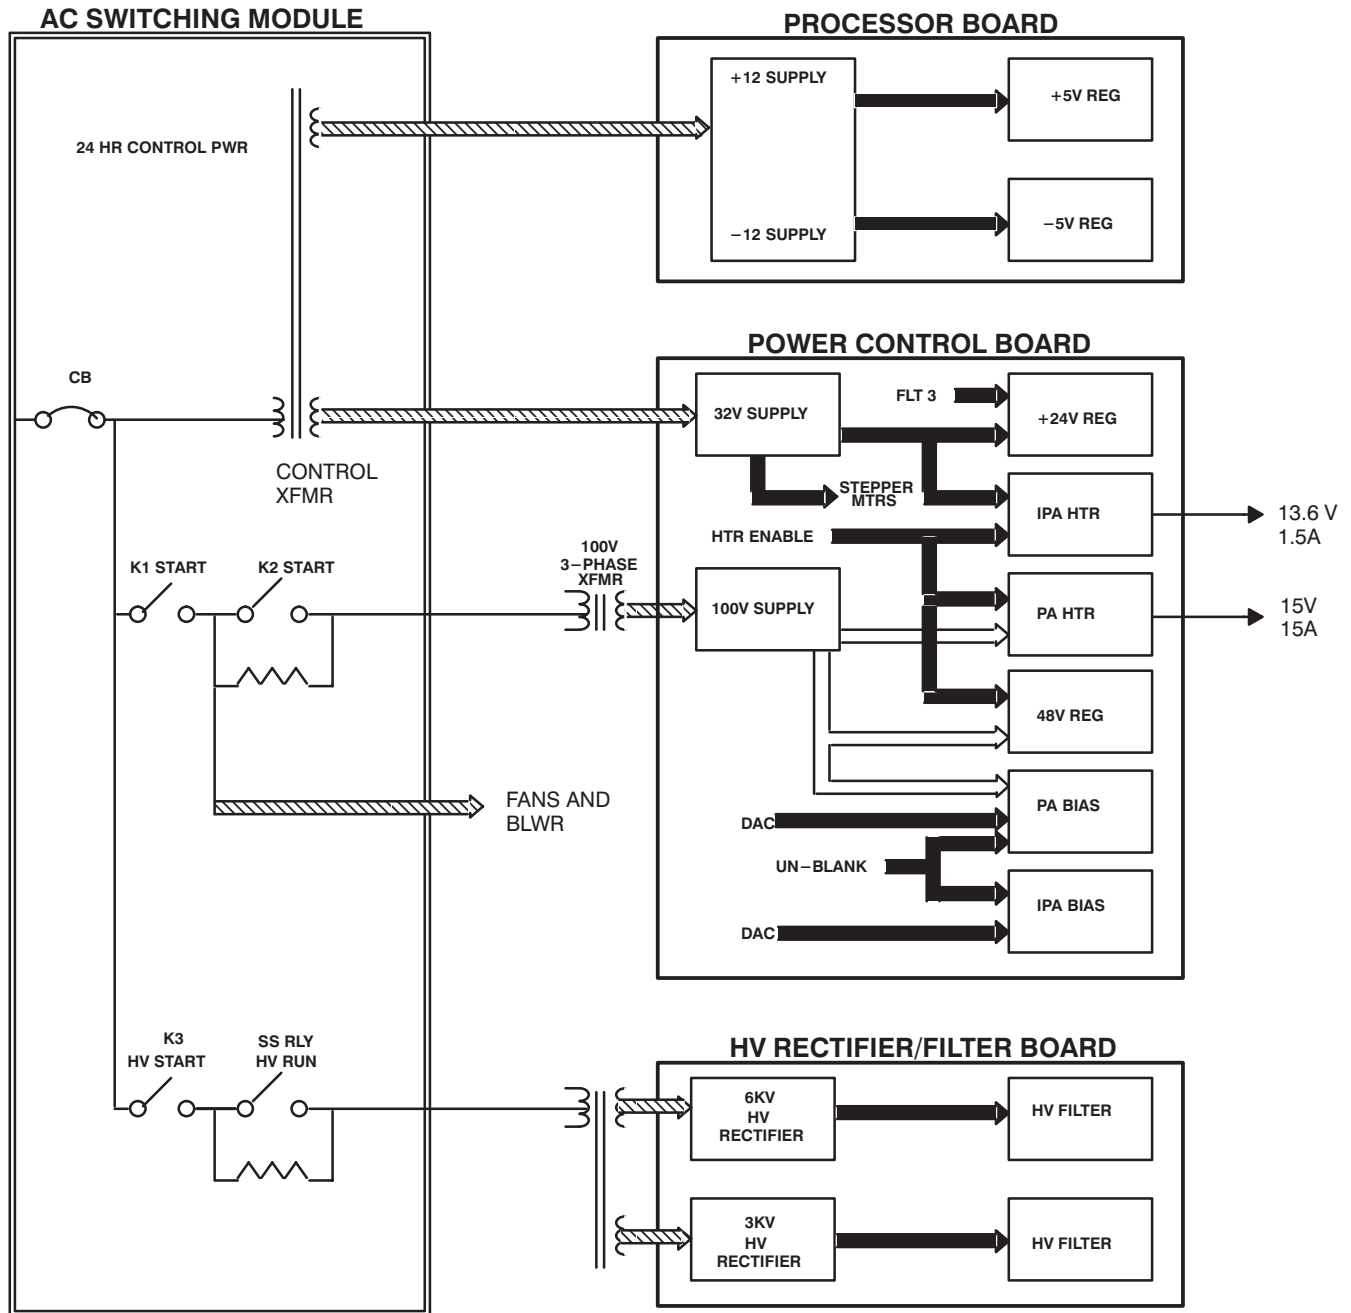 AC SWITCHING MODULE
PROCESSOR BOARD
+12 SUPPLY
+5V REG
24 HR CONTROL PWR
−12 SUPPLY
−5V REG
POWER CONTROL BOARD
CB
FLT 3
32V SUPPLY
+24V REG
CONTROL
XFMR
STEPPER
MTRS
IPA HTR
13.6 V
1.5A
HTR ENABLE
100V
3−PHASE
XFMR
K1 START
K2 START
100V SUPPLY
PA HTR
15V
15A
48V REG
FANS AND
BLWR
PA BIAS
DAC
UN−BLANK
IPA BIAS
DAC
K3
HV START
SS RLY
HV RUN
HV RECTIFIER/FILTER BOARD
6KV
HV
RECTIFIER
HV FILTER
3KV
HV
RECTIFIER
HV FILTER